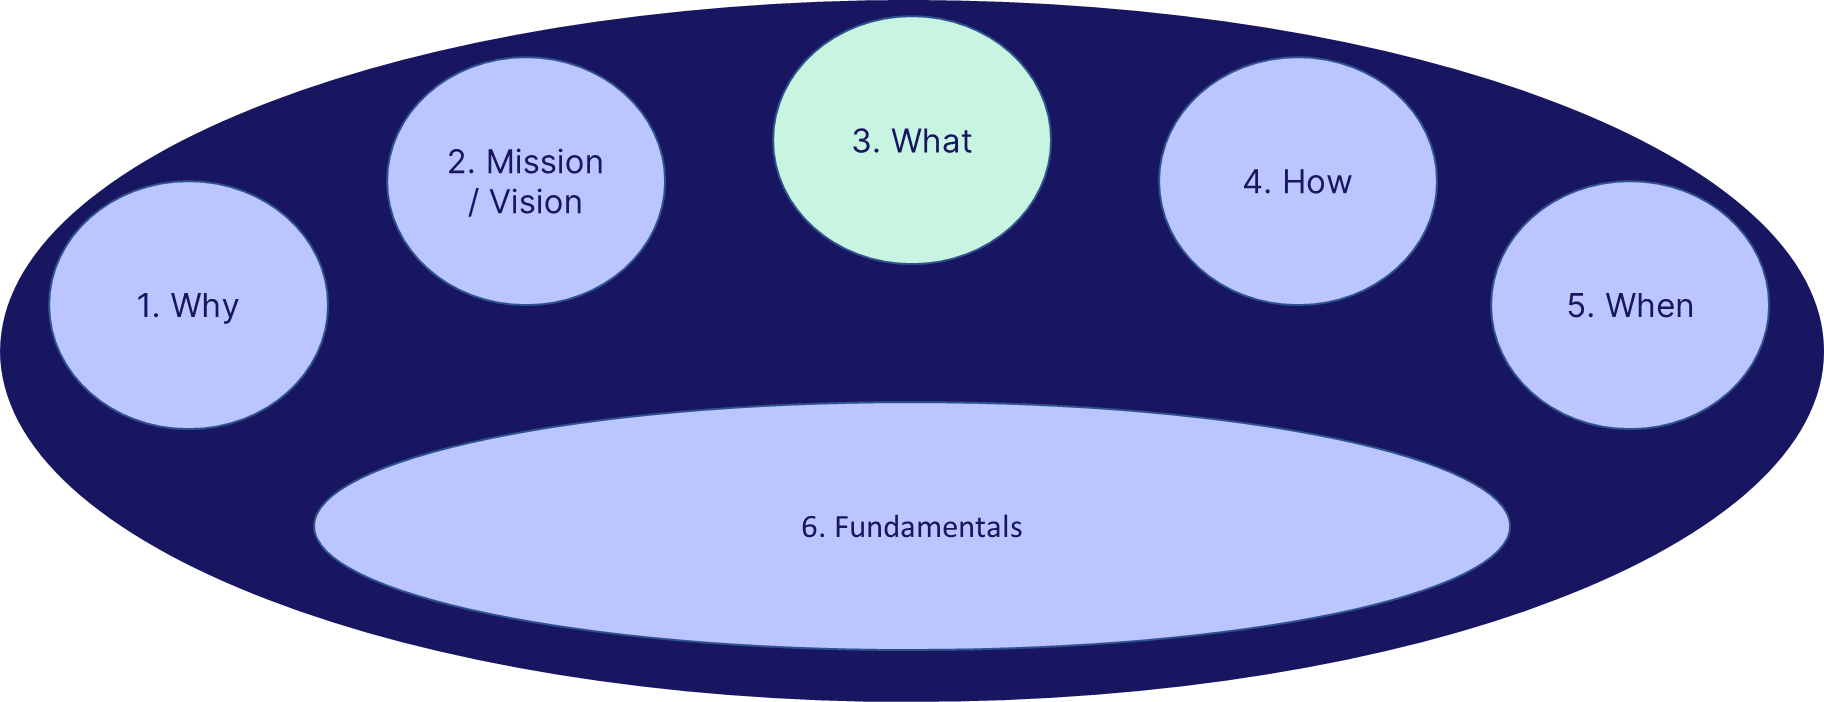 1. Why
2. Mission
/ Vision
3. What
4. How
5. When
6. Fundamentals